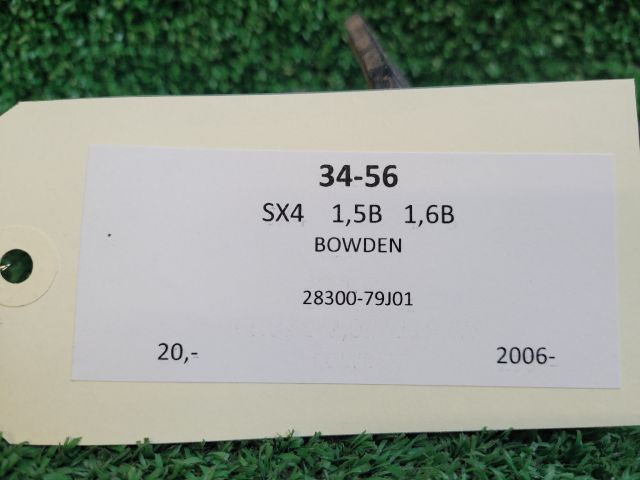 34-56
SX4 1,5B 1,6B
BOWDEN
28300-79J01
20,- 2006-